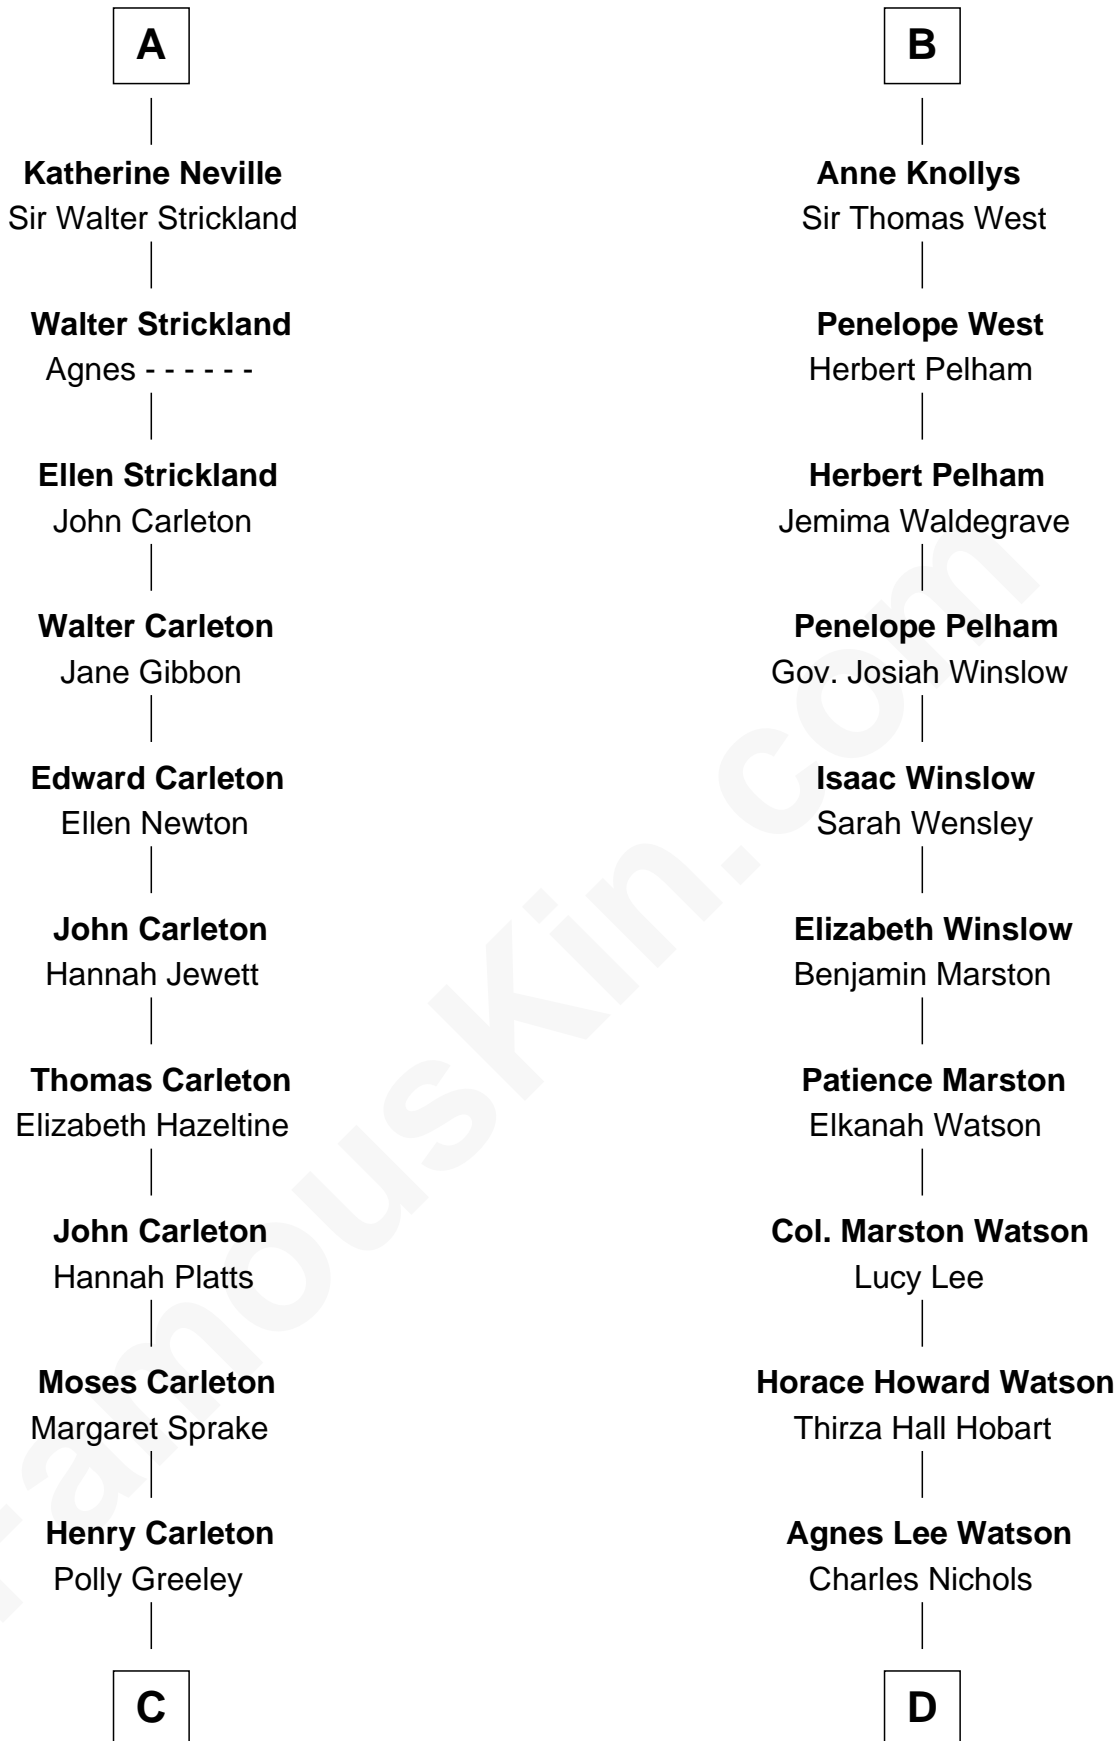 A
Katherine Neville
Sir Walter Strickland
Walter Strickland
Agnes - - - - - -
Ellen Strickland
John Carleton
Walter Carleton
Jane Gibbon
Edward Carleton
Ellen Newton
John Carleton
Hannah Jewett
Thomas Carleton
Elizabeth Hazeltine
John Carleton
Hannah Platts
Moses Carleton
Margaret Sprake
Henry Carleton
Polly Greeley
C
B
Anne Knollys
Sir Thomas West
Penelope West
Herbert Pelham
Herbert Pelham
Jemima Waldegrave
Penelope Pelham
Gov. Josiah Winslow
Isaac Winslow
Sarah Wensley
Elizabeth Winslow
Benjamin Marston
Patience Marston
Elkanah Watson
Col. Marston Watson
Lucy Lee
Horace Howard Watson
Thirza Hall Hobart
Agnes Lee Watson
Charles Nichols
D
FamousKin.com